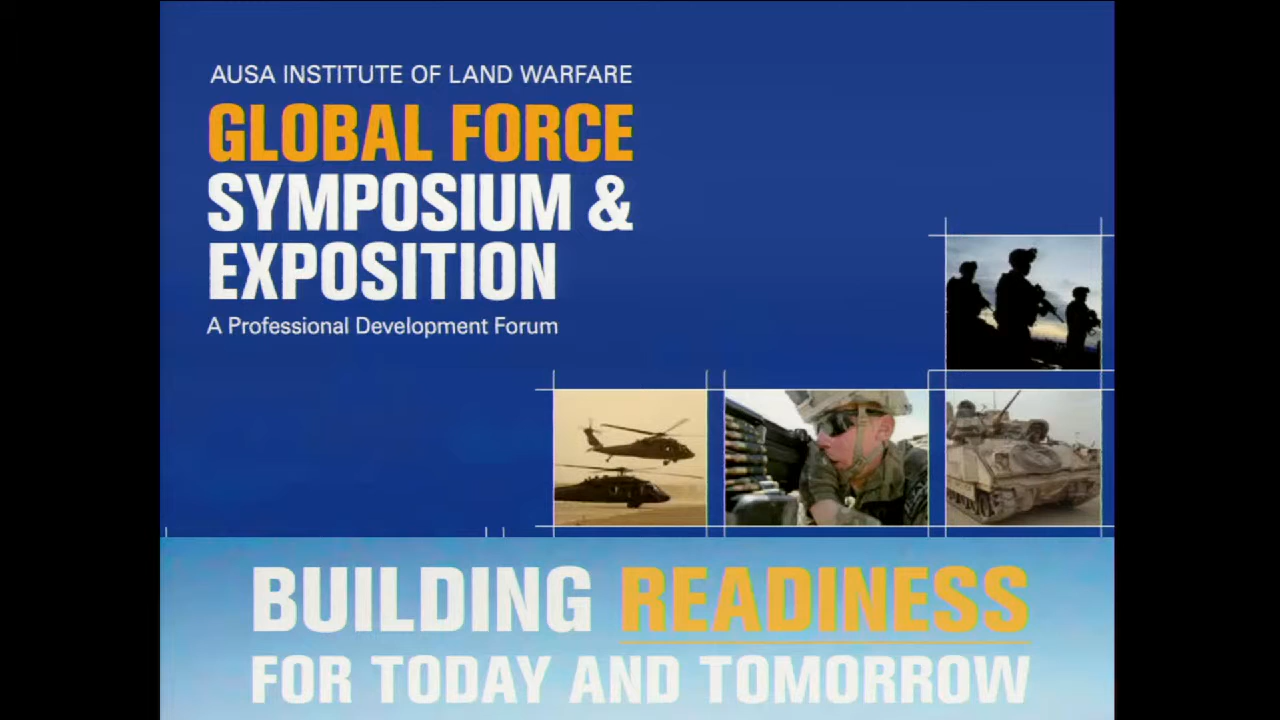 AUSA INSTITUTE OF LAND WARFARE
GLOBAL FORCE
SYMPOSIUM &
EXPOSITION
A Professional Development Forum
BUILDING READINESS
FOR TODAY AND TOMORROW